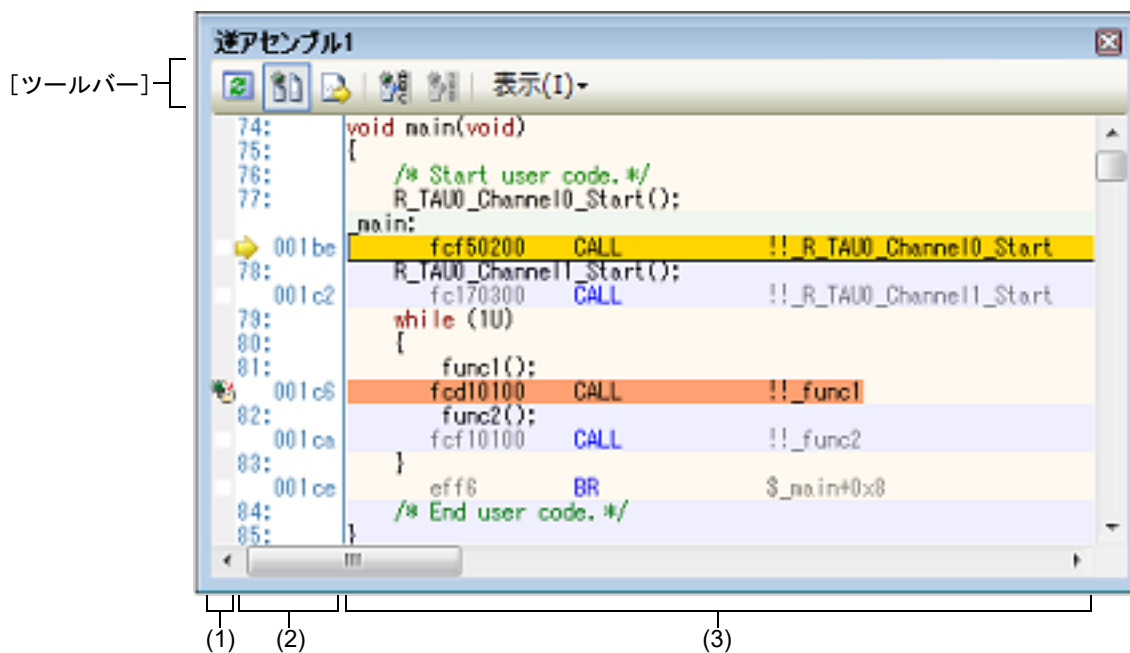 逆アセンブル1
[ツールバー]
表示(I)
74: void main(void)
75: {
76: /* Start user code. */
77: R_TAU0_Channel0_Start();
_main:
001be fcf50200 CALL !!_R_TAU0_Channel0_Start
78: R_TAU0_Channel1_Start();
001c2 fc170300 CALL !!_R_TAU0_Channel1_Start
79: while (1U)
80: {
81: func1();
001c6 fcd10100 CALL !!_func1
82: func2();
001ca fcf10100 CALL !!_func2
83: }
001ce eff6 BR $_main+0x8
84: /* End user code. */
85: }
(1) (2) (3)